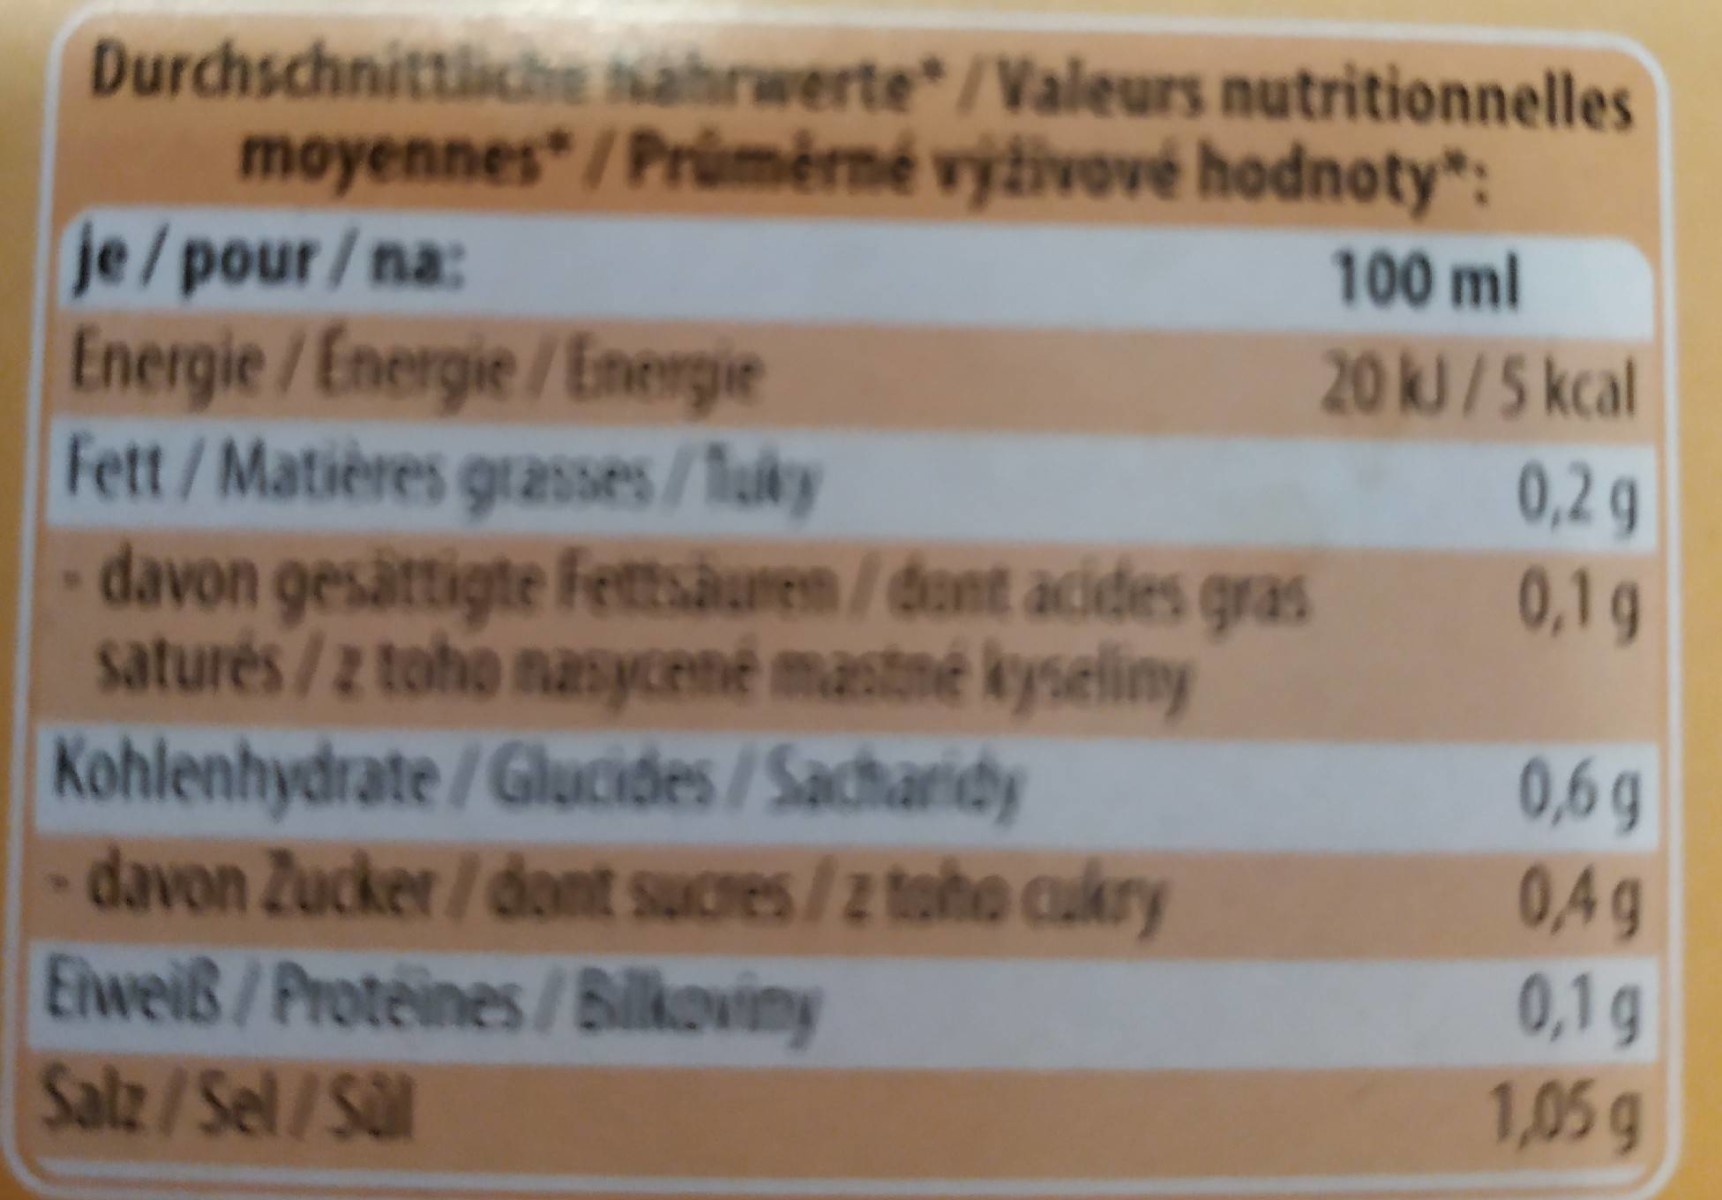 Durchschnittliche Nährwerte* / Valeurs nutritionnelles
moyennes* / Průměrné výživové hodnoty*:
je / pour / na: 100 ml
Energie / Énergie / Energie 20 kJ / 5 kcal
Fett / Matières grasses / Tuky 0,2 g
- davon gesättigte Fettsäuren / dont acides gras 0,1 g
saturés / z toho nasycené mastné kyseliny
Kohlenhydrate / Glucides / Sacharidy 0,6 g
- davon Zucker / dont sucres / z toho cukry 0,4 g
Eiweiß / Protéines / Bílkoviny 0,1 g
Salz / Sel / Sůl 1,05 g